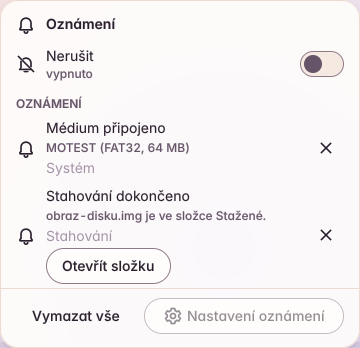 Oznámení
Nerušit
vypnuto
OZNÁMENÍ
Médium připojeno
MOTEST (FAT32, 64 MB)
Systém
Stahování dokončeno
obraz-disku.img je ve složce Stažené.
Stahování
Otevřít složku
Vymazat vše
Nastavení oznámení